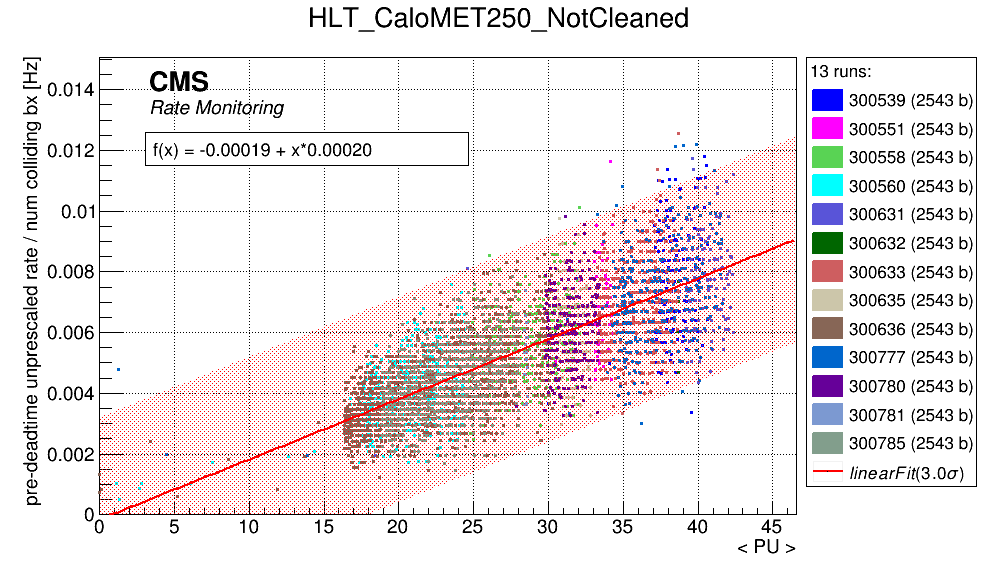 HLT_CaloMET250_NotCleaned
pre-deadtime unprescaled rate / num colliding bx [Hz]
CMS
Rate Monitoring
f(x) = -0.00019 + x*0.00020
0.014
0.012
0.01
0.008
0.006
0.004
0.002
0
0 5 10 15 20 25 30 35 40 45
< PU >
13 runs:
300539 (2543 b)
300551 (2543 b)
300558 (2543 b)
300560 (2543 b)
300631 (2543 b)
300632 (2543 b)
300633 (2543 b)
300635 (2543 b)
300636 (2543 b)
300777 (2543 b)
300780 (2543 b)
300781 (2543 b)
300785 (2543 b)
linearFit(3.0σ)